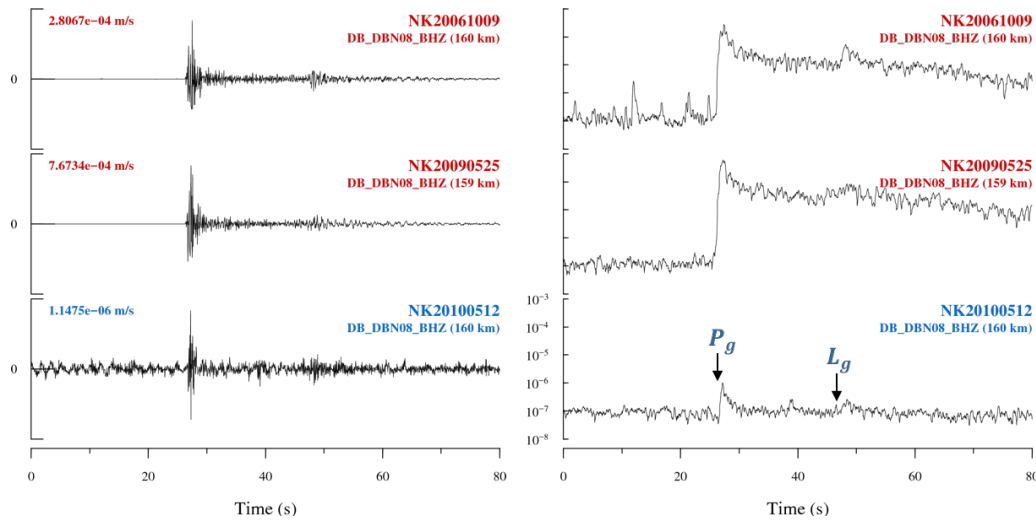 2.8067e−04 m/s
NK20061009
DB_DBN08_BHZ (160 km)
0
NK20061009
DB_DBN08_BHZ (160 km)
7.6734e−04 m/s
NK20090525
DB_DBN08_BHZ (159 km)
0
NK20090525
DB_DBN08_BHZ (159 km)
1.1475e−06 m/s
NK20100512
DB_DBN08_BHZ (160 km)
0
10⁻³
10⁻⁴
10⁻⁵
10⁻⁶
10⁻⁷
10⁻⁸
NK20100512
DB_DBN08_BHZ (160 km)
P_g
L_g
0 20 40 60 80
Time (s)
0 20 40 60 80
Time (s)